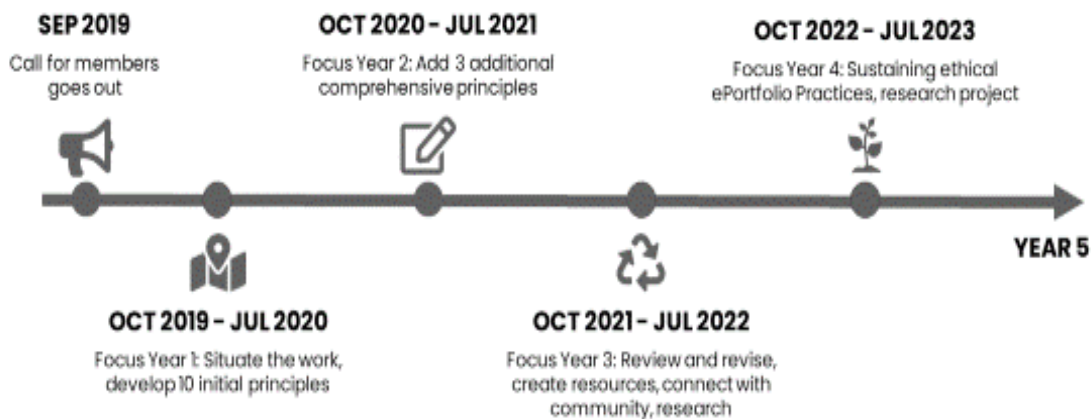 SEP 2019
Call for members
goes out
OCT 2019 - JUL 2020
Focus Year 1: Situate the work,
develop 10 initial principles
OCT 2020 - JUL 2021
Focus Year 2: Add 3 additional
comprehensive principles
OCT 2021 - JUL 2022
Focus Year 3: Review and revise,
create resources, connect with
community, research
OCT 2022 - JUL 2023
Focus Year 4: Sustaining ethical
ePortfolio Practices, research project
YEAR 5